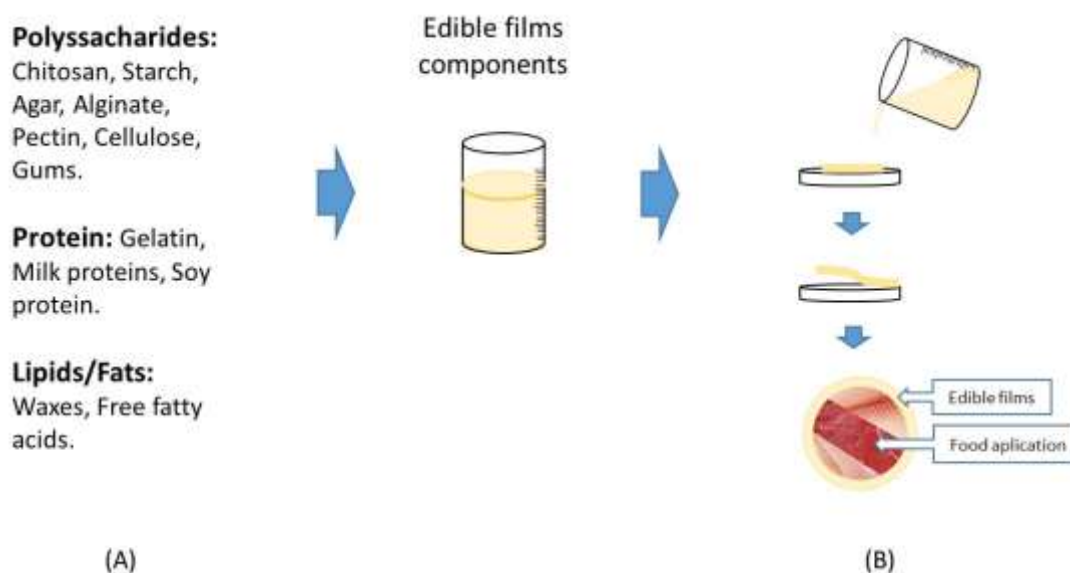 Polyssacharides:
Chitosan, Starch,
Agar, Alginate,
Pectin, Cellulose,
Gums.
Protein: Gelatin,
Milk proteins, Soy
protein.
Lipids/Fats:
Waxes, Free fatty
acids.
(A)
Edible films
components
Edible films
Food aplication
(B)